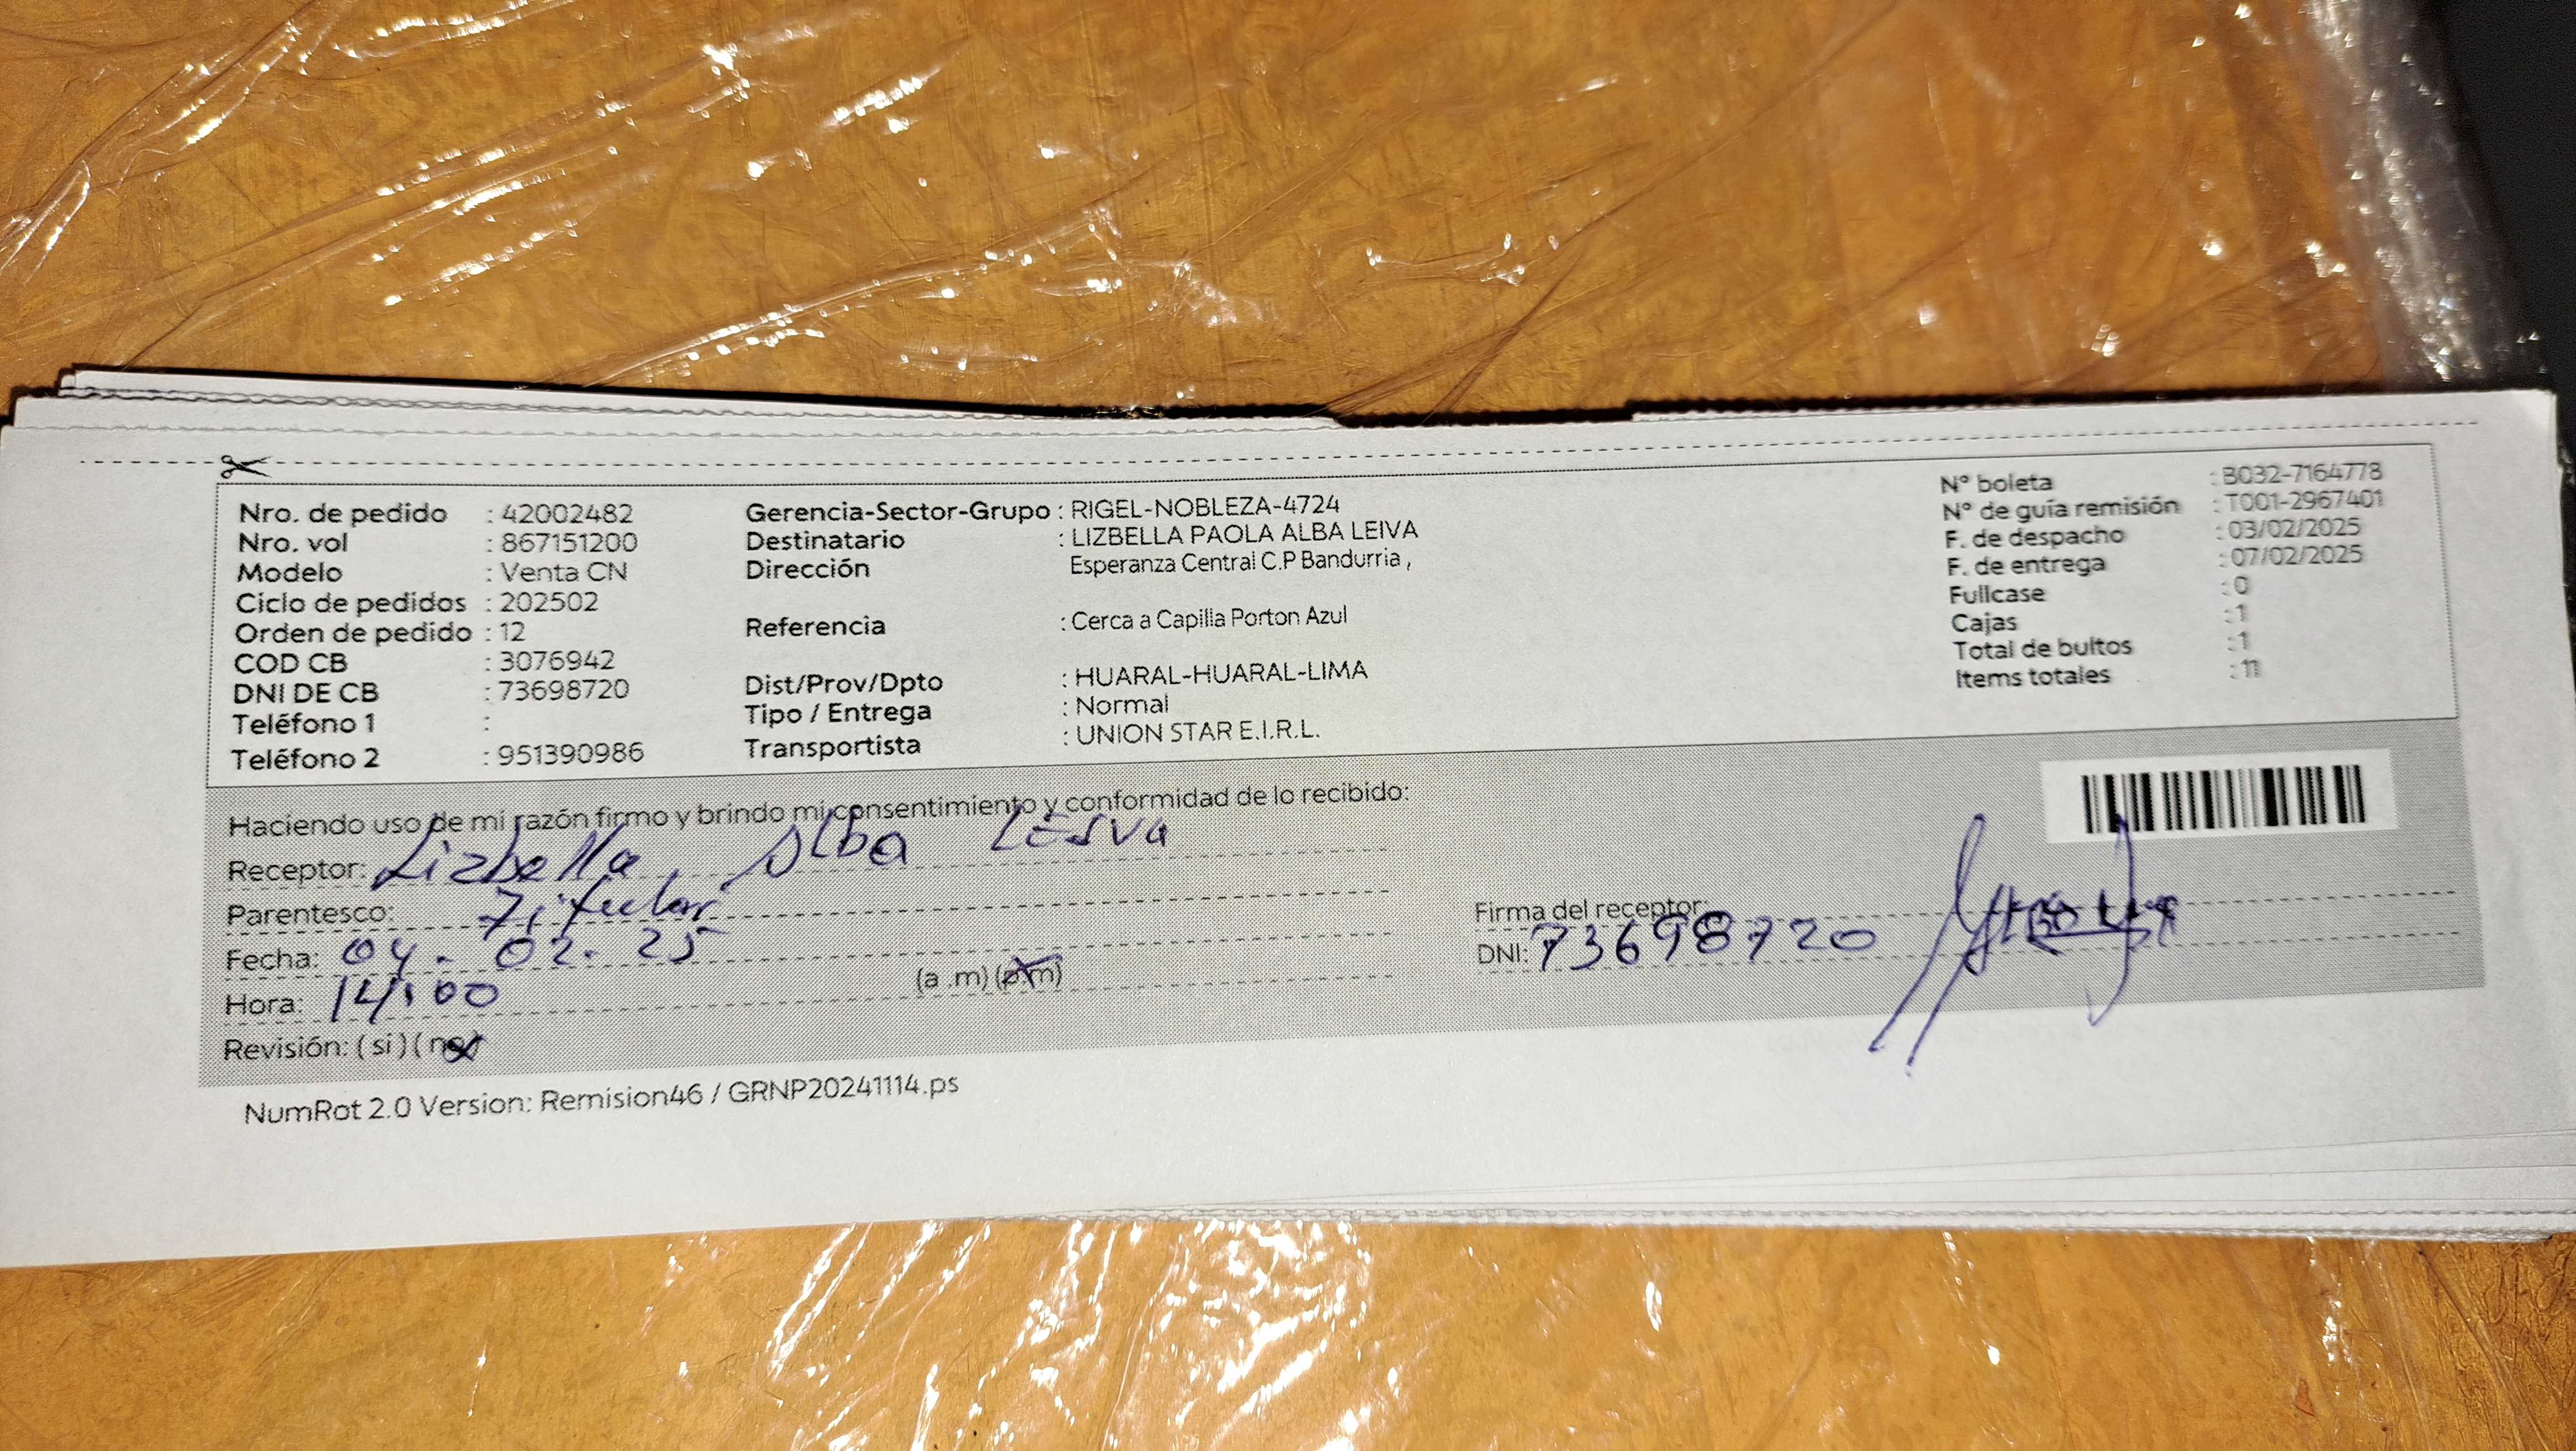 Nro. de pedido : 42002482
Nro. vol : 867151200
Modelo : Venta CN
Ciclo de pedidos : 202502
Orden de pedido : 12
COD CB : 3076942
DNI DE CB : 73698720
Teléfono 1 :
Teléfono 2 : 951390986
Gerencia-Sector-Grupo : RIGEL-NOBLEZA-4724
Destinatario : LIZBELLA PAOLA ALBA LEIVA
Dirección Esperanza Central C.P Bandurria ,
Referencia : Cerca a Capilla Porton Azul
Dist/Prov/Dpto : HUARAL-HUARAL-LIMA
Tipo / Entrega : Normal
Transportista : UNION STAR E.I.R.L.
N° boleta : B032-7164778
N° de guía remisión : T001-2967401
F. de despacho : 03/02/2025
F. de entrega : 07/02/2025
Fullcase : 0
Cajas : 1
Total de bultos : 1
Items totales : 11
Haciendo uso de mi razón firmo y brindo mi consentimiento y conformidad de lo recibido:
Receptor: Lizbella Alba Leiva
Parentesco: Titular
Fecha: 04 - 02 - 25
Hora: 14:00 (a .m) (p.m)
Revisión: ( si ) ( no )
Firma del receptor:
DNI: 73698720
NumRot 2.0 Version: Remision46 / GRNP20241114.ps